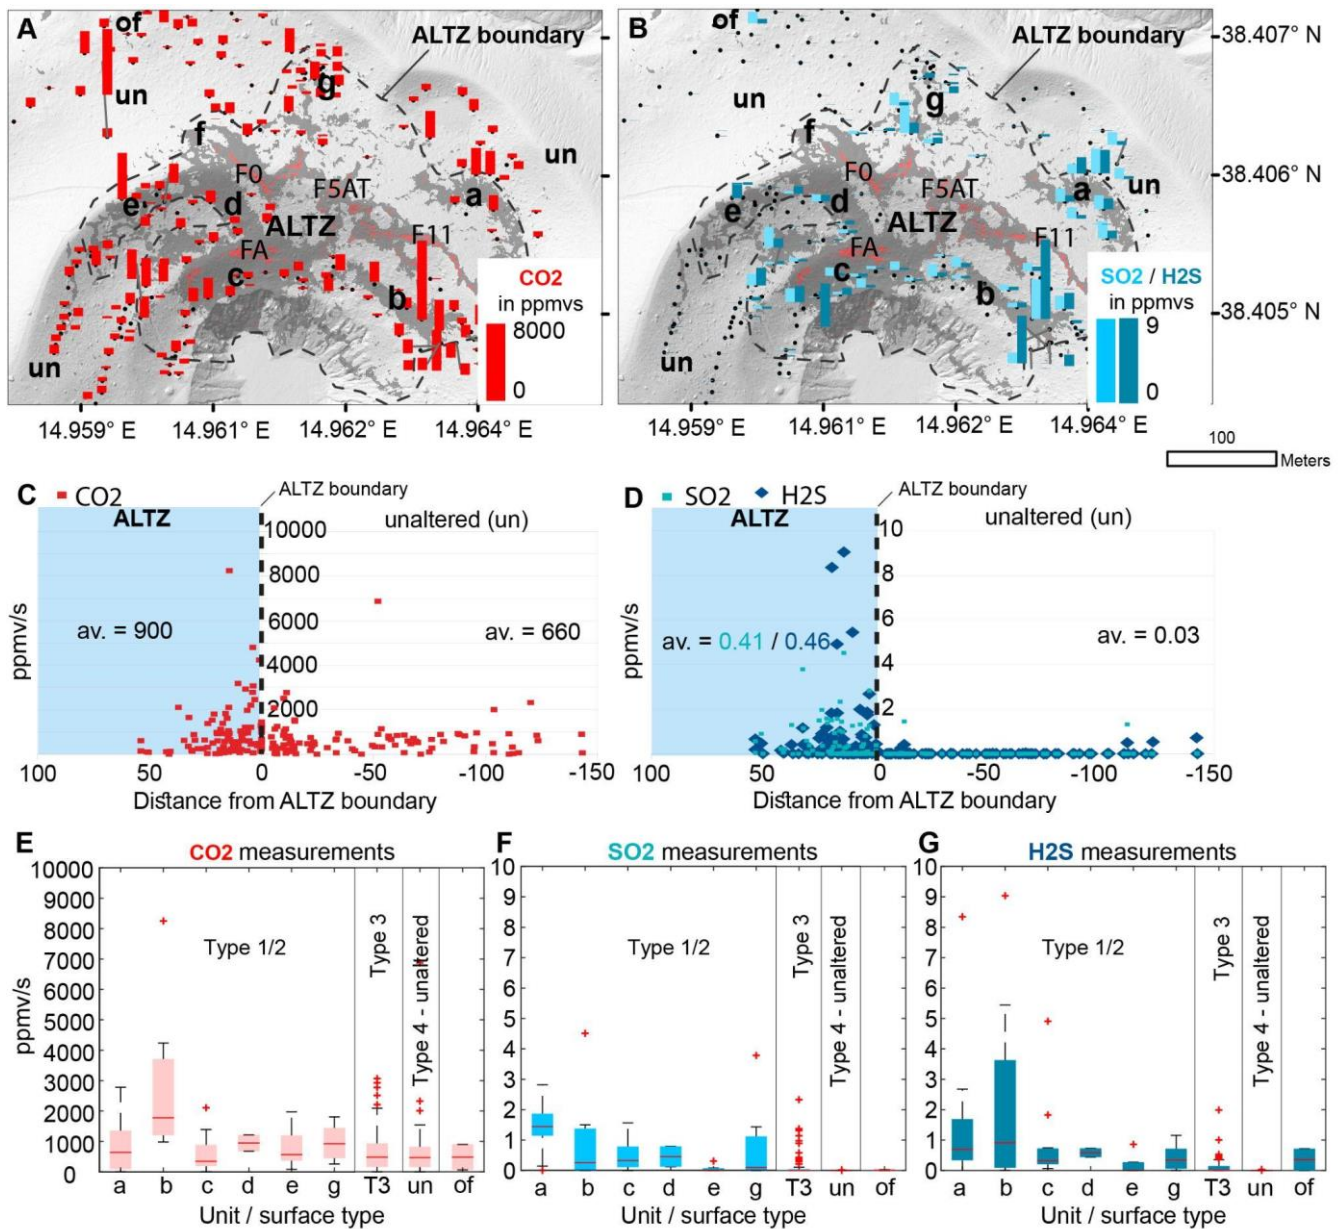 A
of
ALTZ boundary
un
g
f
un
F0
F5AT
a
e
d
ALTZ
F11
FA
c
b
un
CO2
in ppmvs
8000
0
14.959° E
14.961° E
14.962° E
14.964° E
B
of
ALTZ boundary
38.407° N
un
g
f
F0
F5AT
38.406° N
a
un
e
d
ALTZ
F11
FA
c
b
SO2 / H2S
in ppmvs
9
0
38.405° N
un
14.959° E
14.961° E
14.962° E
14.964° E
100
Meters
C
CO2
ALTZ boundary
ALTZ
unaltered (un)
10000
8000
6000
4000
2000
av. = 900
av. = 660
ppmv/s
100
50
0
-50
-100
-150
Distance from ALTZ boundary
D
SO2
H2S
ALTZ boundary
ALTZ
unaltered (un)
10
8
6
4
2
av. = 0.41 / 0.46
av. = 0.03
ppmv/s
100
50
0
-50
-100
-150
Distance from ALTZ boundary
E
CO2 measurements
10000
9000
8000
7000
6000
5000
4000
3000
2000
1000
0
ppmv/s
Type 1/2
Type 3
Type 4 - unaltered
a b c d e g T3 un of
Unit / surface type
F
SO2 measurements
10
9
8
7
6
5
4
3
2
1
0
Type 1/2
Type 3
Type 4 - unaltered
a b c d e g T3 un of
Unit / surface type
G
H2S measurements
10
9
8
7
6
5
4
3
2
1
0
Type 1/2
Type 3
Type 4 - unaltered
a b c d e g T3 un of
Unit / surface type